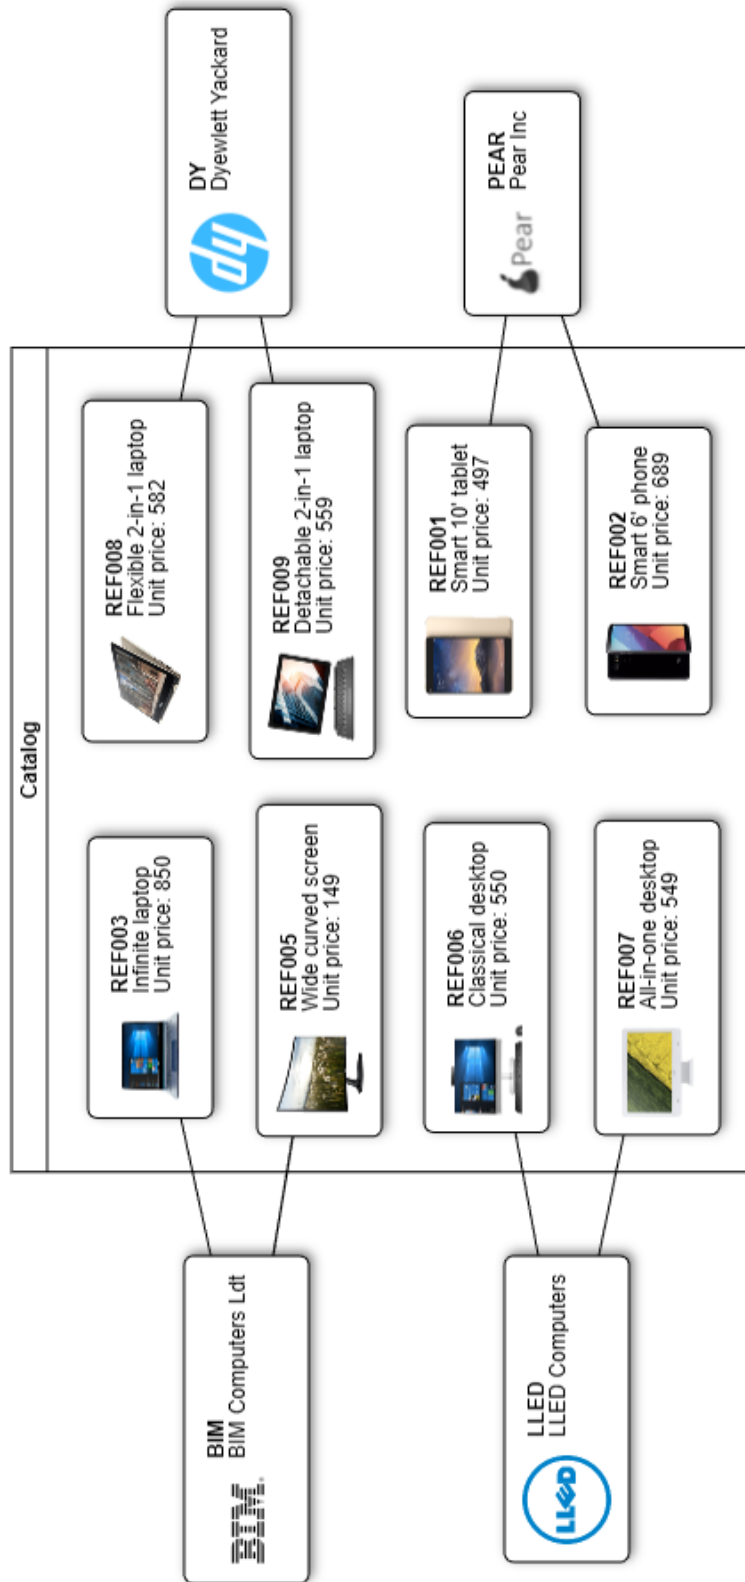 Catalog
BIM
BIM
BIM Computers Ldt
LLED
LLED
LLED Computers
REF003
Infinite laptop
Unit price: 850
REF005
Wide curved screen
Unit price: 149
REF006
Classical desktop
Unit price: 550
REF007
All-in-one desktop
Unit price: 549
REF008
Flexible 2-in-1 laptop
Unit price: 582
REF009
Detachable 2-in-1 laptop
Unit price: 559
REF001
Smart 10' tablet
Unit price: 497
REF002
Smart 6' phone
Unit price: 689
dy
DY
Dyewlett Yackard
Pear
PEAR
Pear Inc